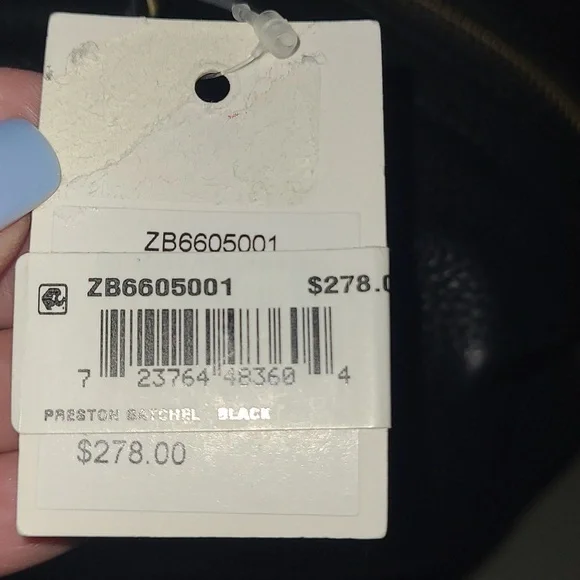 ZB6605001
ZB6605001 $278.0
7 23764 48360 4
PRESTON SATCHEL BLACK
$278.00